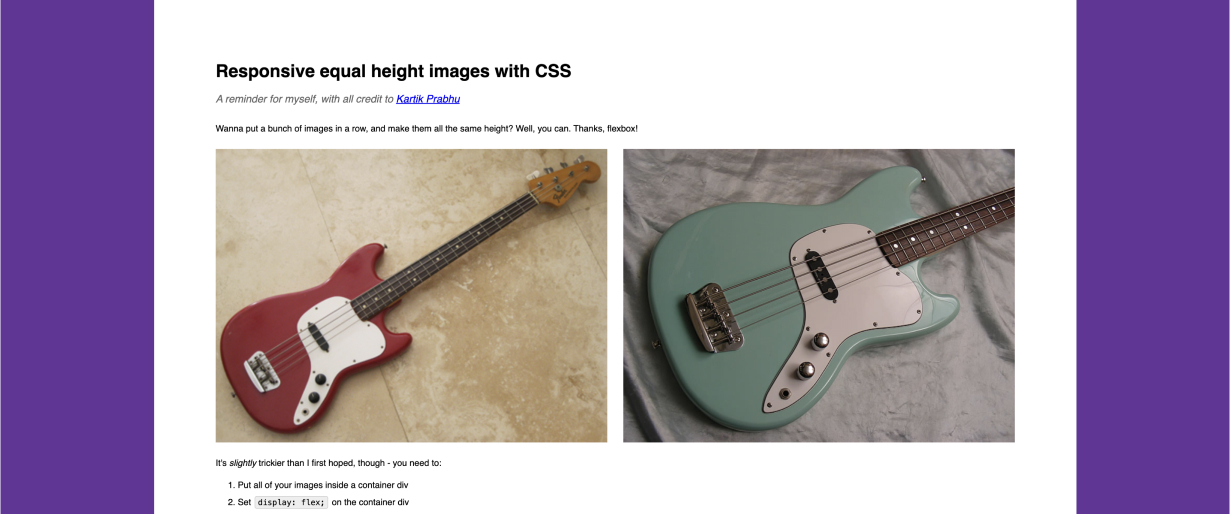 Responsive equal height images with CSS
A reminder for myself, with all credit to Kartik Prabhu
Wanna put a bunch of images in a row, and make them all the same height? Well, you can. Thanks, flexbox!
It's slightly trickier than I first hoped, though - you need to:
1. Put all of your images inside a container div
2. Set display: flex; on the container div